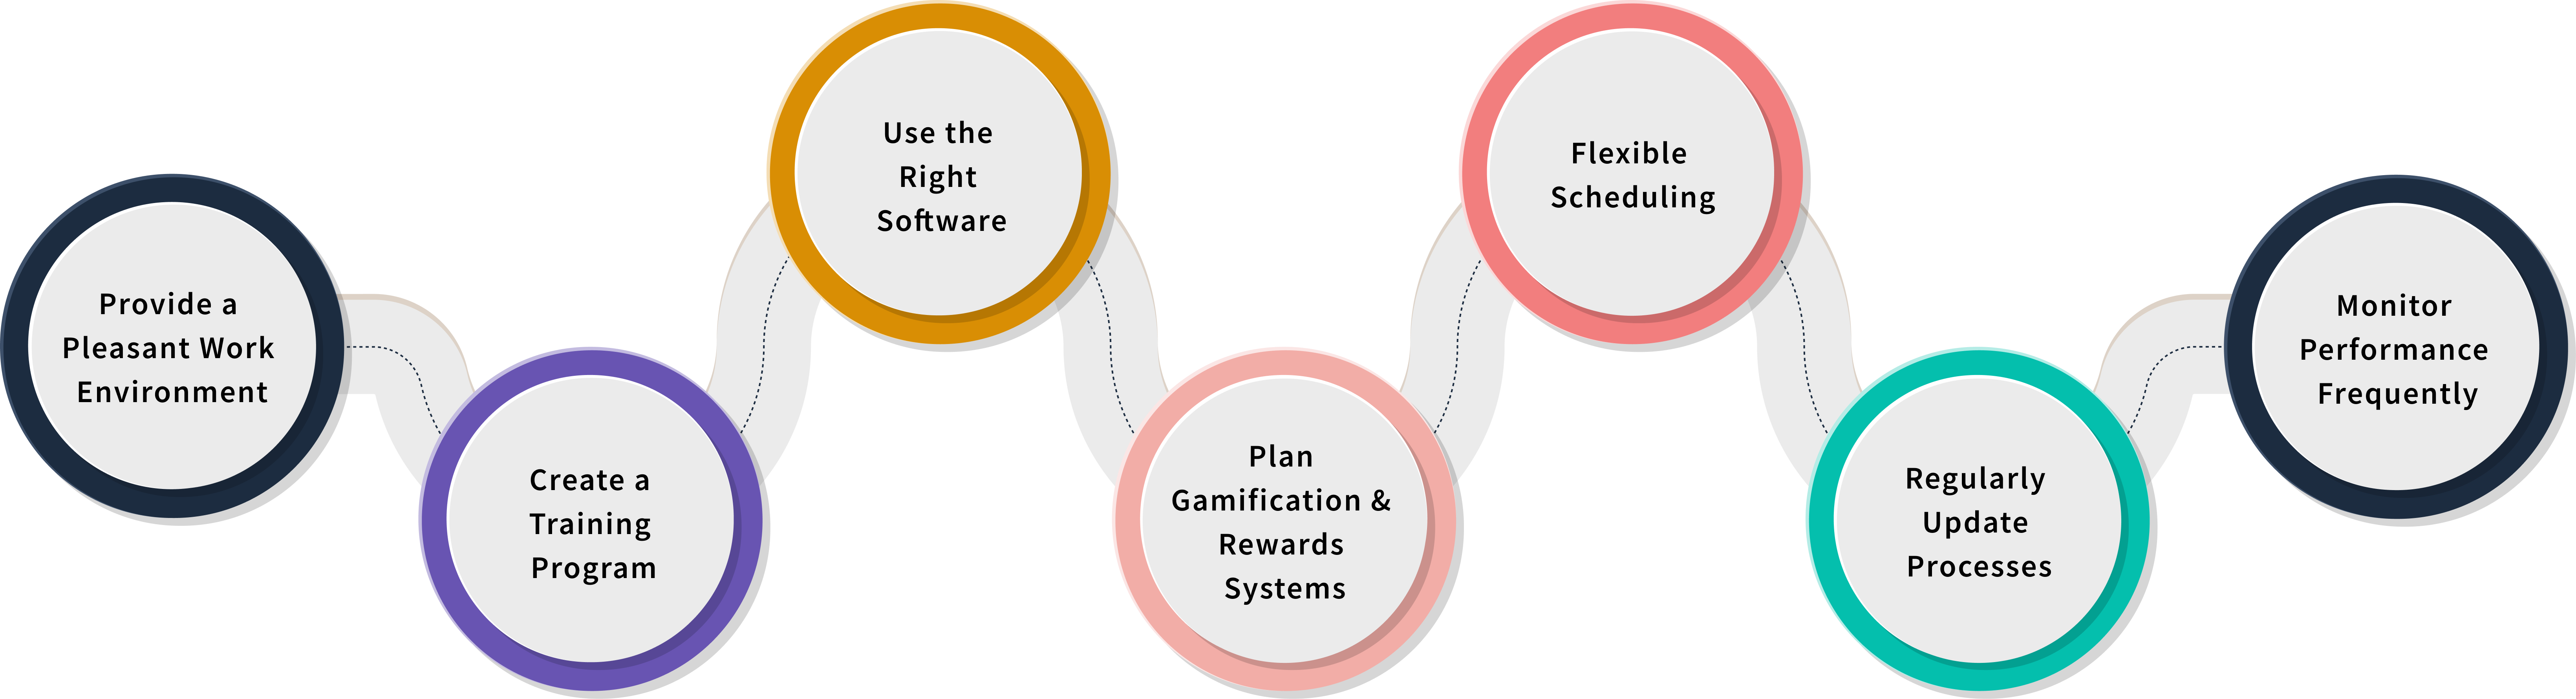 Provide a
Pleasant Work
Environment
Create a
Training
Program
Use the
Right
Software
Plan
Gamification &
Rewards
Systems
Flexible
Scheduling
Regularly
Update
Processes
Monitor
Performance
Frequently